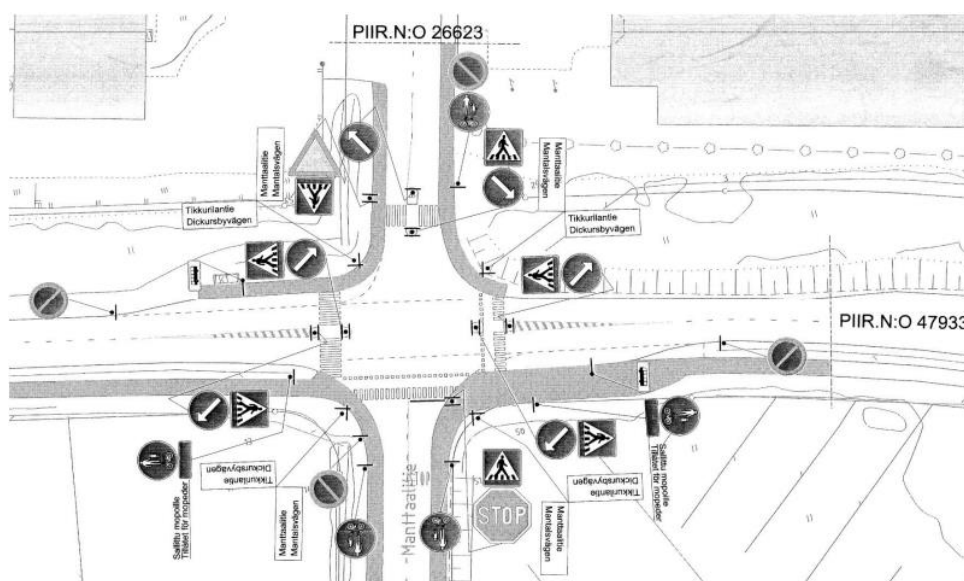 PIIR.N:O 26623
Manttaalitie
Mantalsvägen
Manttaalitie
Mantalsvägen
Tikkurilantie
Dickursbyvägen
Tikkurilantie
Dickursbyvägen
PIIR.N:O 47933
Sallittu mopoille
Tillåtet för mopeder
Tikkurilantie
Dickursbyvägen
Manttaalitie
Mantalsvägen
Manttaalitie
STOP
Manttaalitie
Mantalsvägen
Tikkurilantie
Dickursbyvägen
Sallittu mopoille
Tillåtet för mopeder